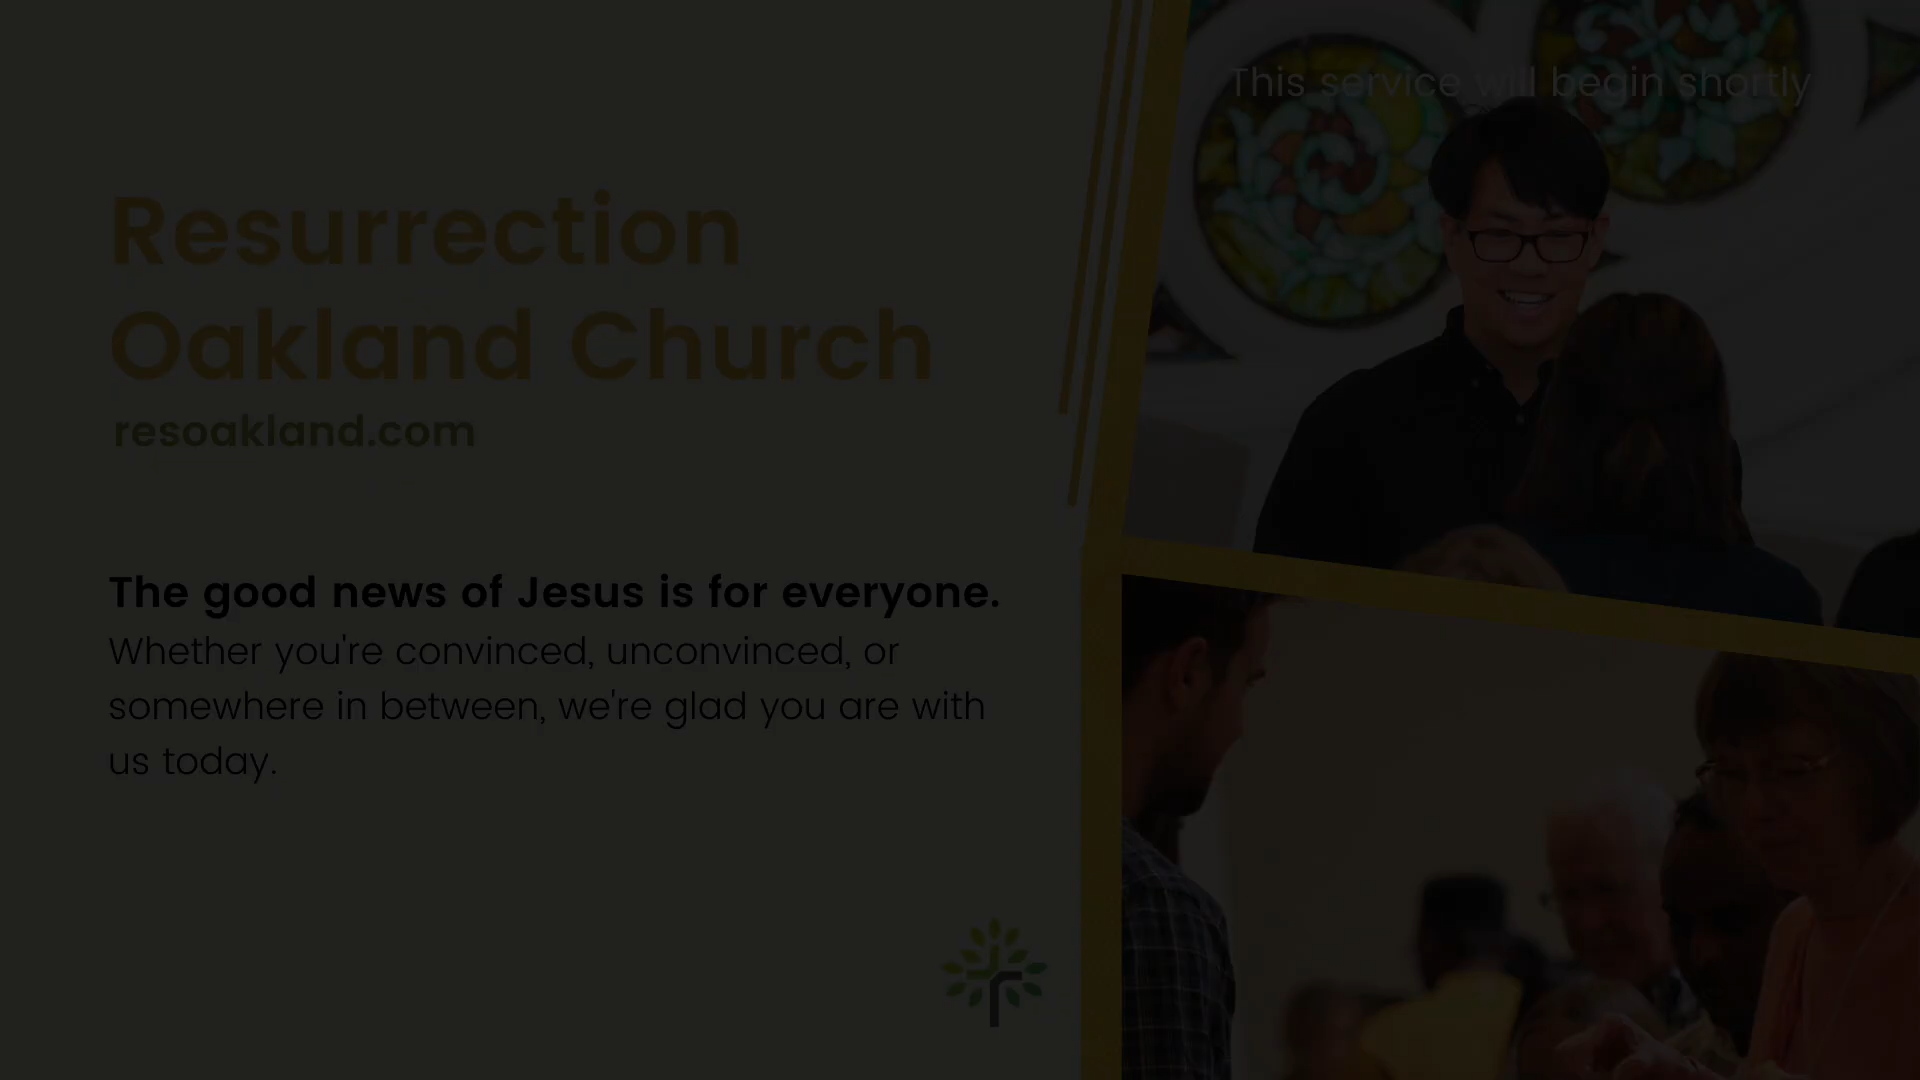 This service will begin shortly
Resurrection
Oakland Church
resoakland.com
The good news of Jesus is for everyone.
Whether you're convinced, unconvinced, or
somewhere in between, we're glad you are with
us today.